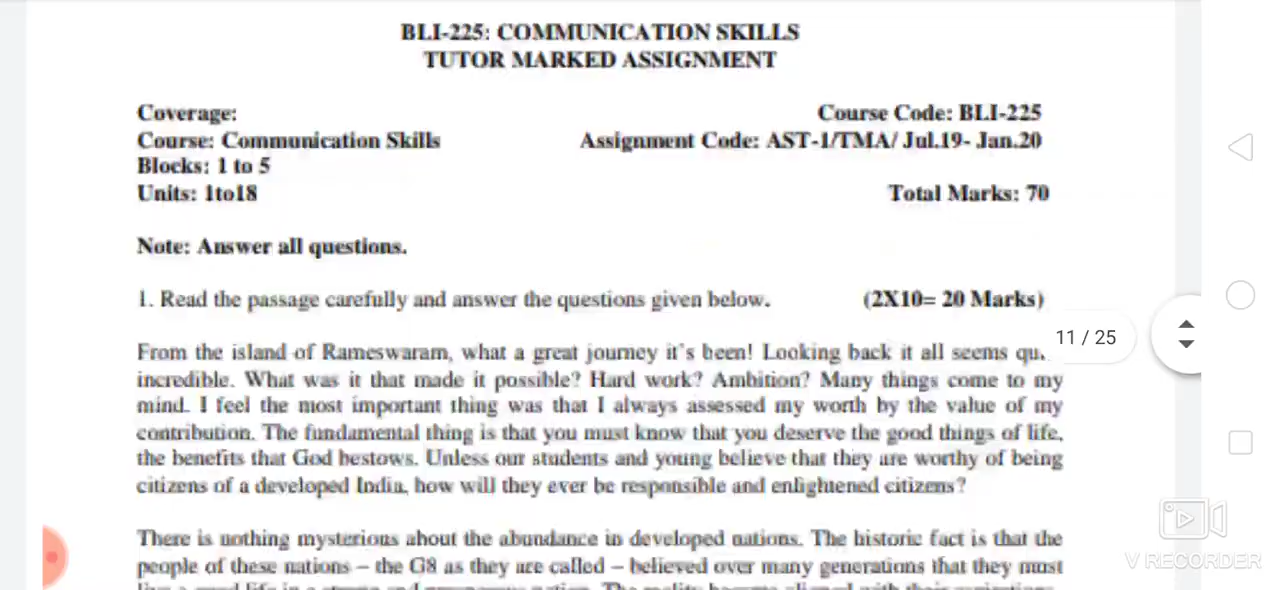 BLI-225: COMMUNICATION SKILLS
TUTOR MARKED ASSIGNMENT
Coverage:
Course Code: BLI-225
Course: Communication Skills
Assignment Code: AST-1/TMA/ Jul.19- Jan.20
Blocks: 1 to 5
Units: 1to18
Total Marks: 70
Note: Answer all questions.
1. Read the passage carefully and answer the questions given below. (2X10= 20 Marks)
11 / 25
From the island of Rameswaram, what a great journey it's been! Looking back it all seems
incredible. What was it that made it possible? Hard work? Ambition? Many things come to my
mind. I feel the most important thing was that I always assessed my worth by the value of my
contribution. The fundamental thing is that you must know that you deserve the good things of life,
the benefits that God bestows. Unless our students and young believe that they are worthy of being
citizens of a developed India, how will they ever be responsible and enlightened citizens?
There is nothing mysterious about the abundance in developed nations. The historic fact is that the
people of these nations – the G8 as they are called – believed over many generations that they must
V RECORDER